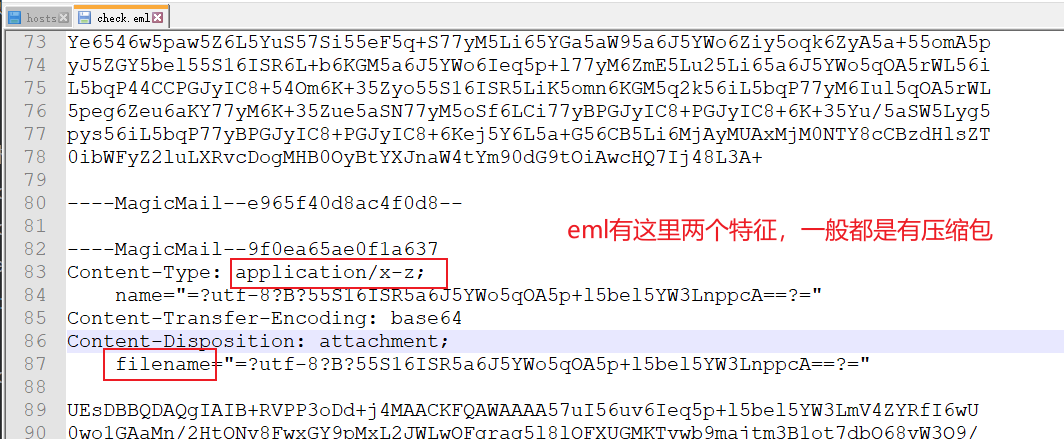 hosts check.eml
73 Ye6546w5paw5Z6L5YuS57Si55eF5q+S77yM5Li65YGa5aW95a6J5YWo6Ziy5oqk6ZyA5a+55omA5p
74 yJ5ZGY5bel55S16ISR6L+b6KGM5a6J5YWo6Ieq5p+l77yM6ZmE5Lu25Li65a6J5YWo5qOA5rWL56i
75 L5bqP44CCPGJyIC8+54Om6K+35Zyo55S16ISR5LiK5omn6KGM5q2k56iL5bqP77yM6Iul5qOA5rWL
76 5peg6Zeu6aKY77yM6K+35Zue5aSN77yM5oSf6LCi77yBPGJyIC8+PGJyIC8+6K+35Yu/5aSW5Lyg5
77 pys56iL5bqP77yBPGJyIC8+PGJyIC8+6Kej5Y6L5a+G56CB5Li6MjAyMUAxMjM0NTY8cCBzdHlsZT
78 0ibWFyZ2luLXRvcDogMHB0OyBtYXJnaW4tYm90dG9tOiAwcHQ7Ij48L3A+
79
80 ----MagicMail--e965f40d8ac4f0d8--
81
eml有这里两个特征，一般都是有压缩包
82 ----MagicMail--9f0ea65ae0f1a637
83 Content-Type: application/x-z;
84 name="=?utf-8?B?55S16ISR5a6J5YWo5qOA5p+l5bel5YW3LnppcA==?="
85 Content-Transfer-Encoding: base64
86 Content-Disposition: attachment;
87 filename="=?utf-8?B?55S16ISR5a6J5YWo5qOA5p+l5bel5YW3LnppcA==?="
88
89 UEsDBBQDAQgIAIB+RVPP3oDd+j4MAACKFQAWAAAA57uI56uv6Ieq5p+l5bel5YW3LmV4ZYRfI6wU
90